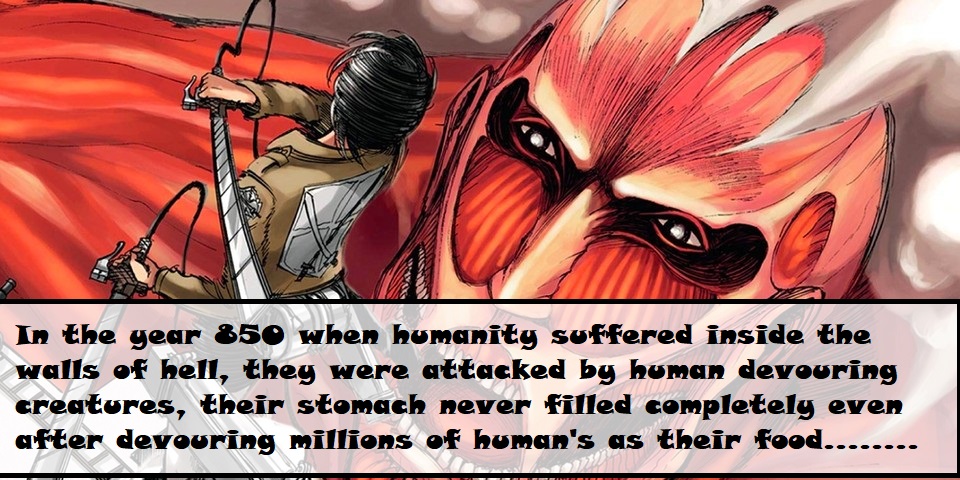 In the year 850 when humanity suffered inside the
walls of hell, they were attacked by human devouring
creatures, their stomach never filled completely even
after devouring millions of human's as their food........